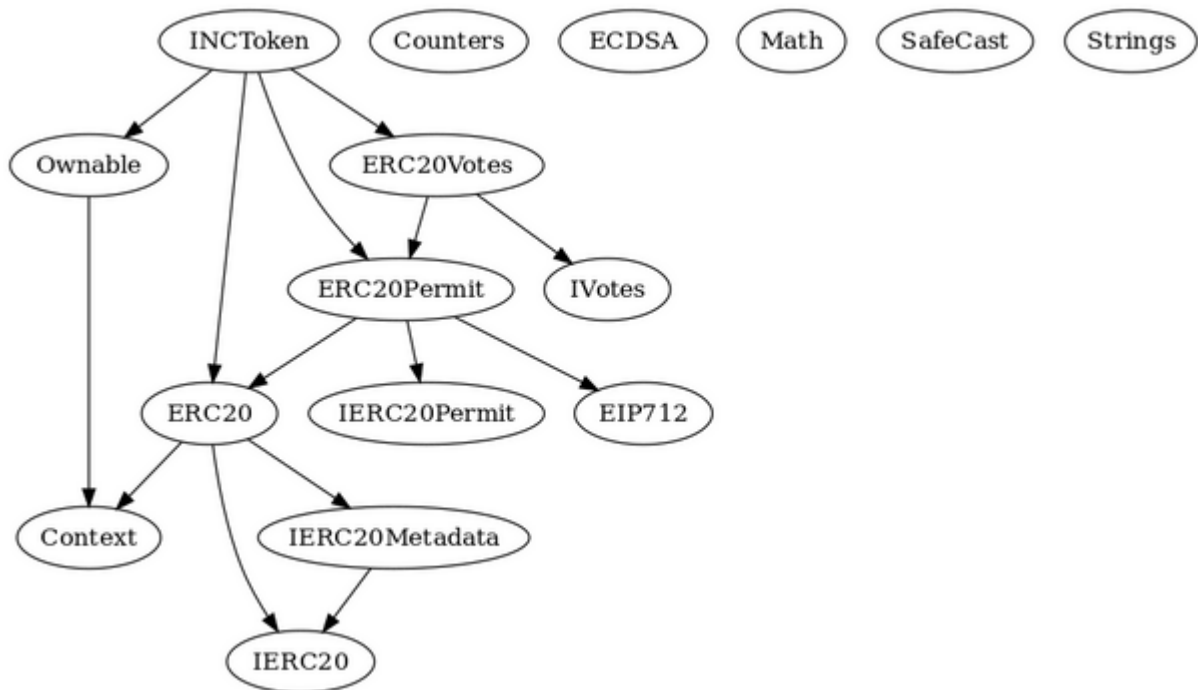 INCToken
Counters
ECDSA
Math
SafeCast
Strings
Ownable
ERC20Votes
ERC20Permit
IVotes
ERC20
IERC20Permit
EIP712
Context
IERC20Metadata
IERC20